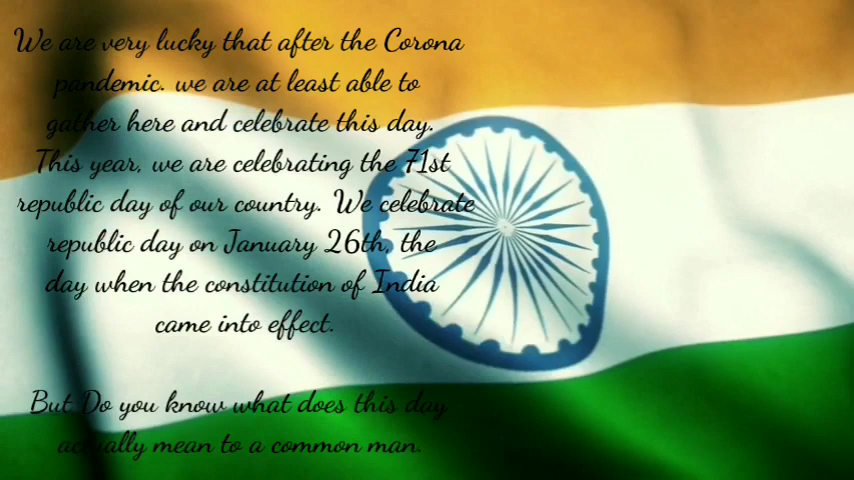 We are very lucky that after the Corona
pandemic. we are at least able to
gather here and celebrate this day.
This year, we are celebrating the 71st
republic day of our country. We celebrate
republic day on January 26th, the
day when the constitution of India
came into effect.
But Do you know what does this day
actually mean to a common man.